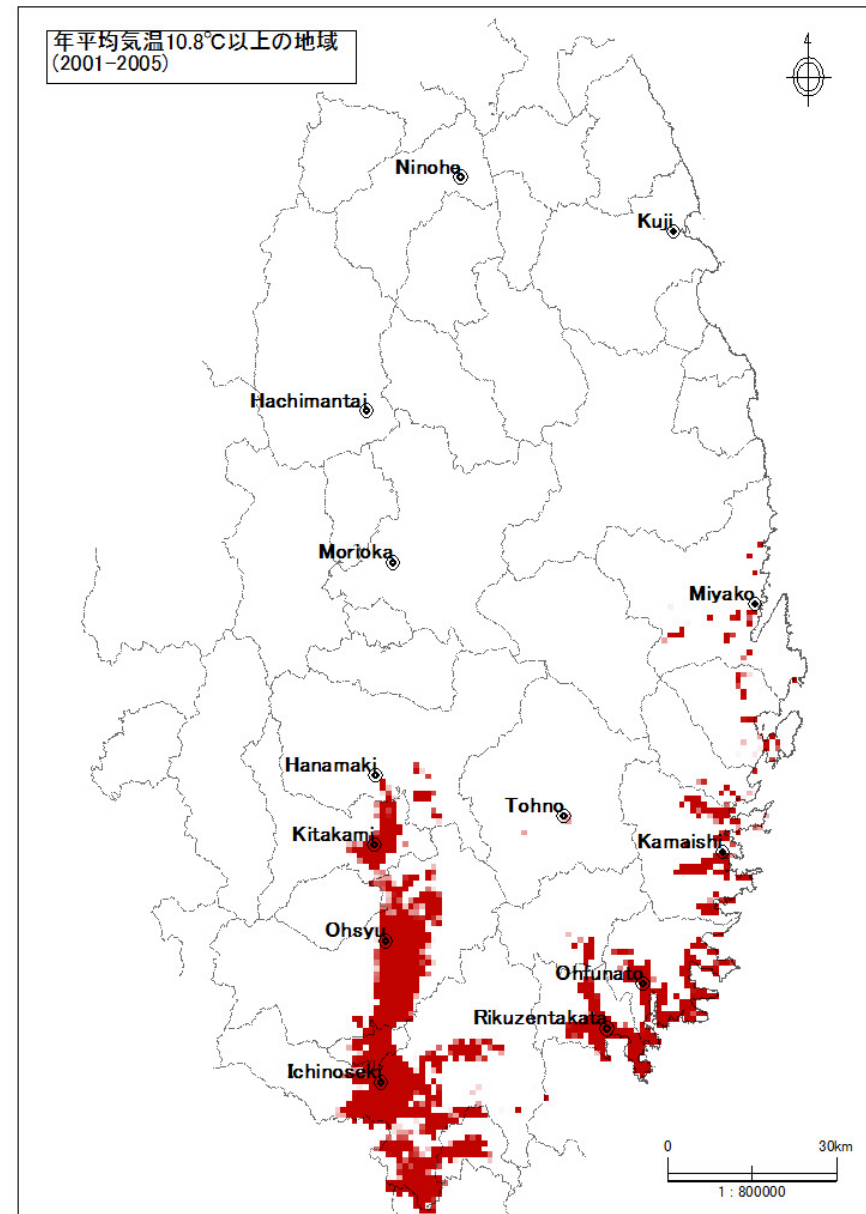 年平均気温10.8℃以上の地域
(2001-2005)
Ninohe
Kuji
Hachimantai
Morioka
Miyako
Hanamaki
Tohno
Kitakami
Kamaishi
Ohsyu
Ohfunato
Rikuzentakata
Ichinoseki
0 30km
1 : 800000